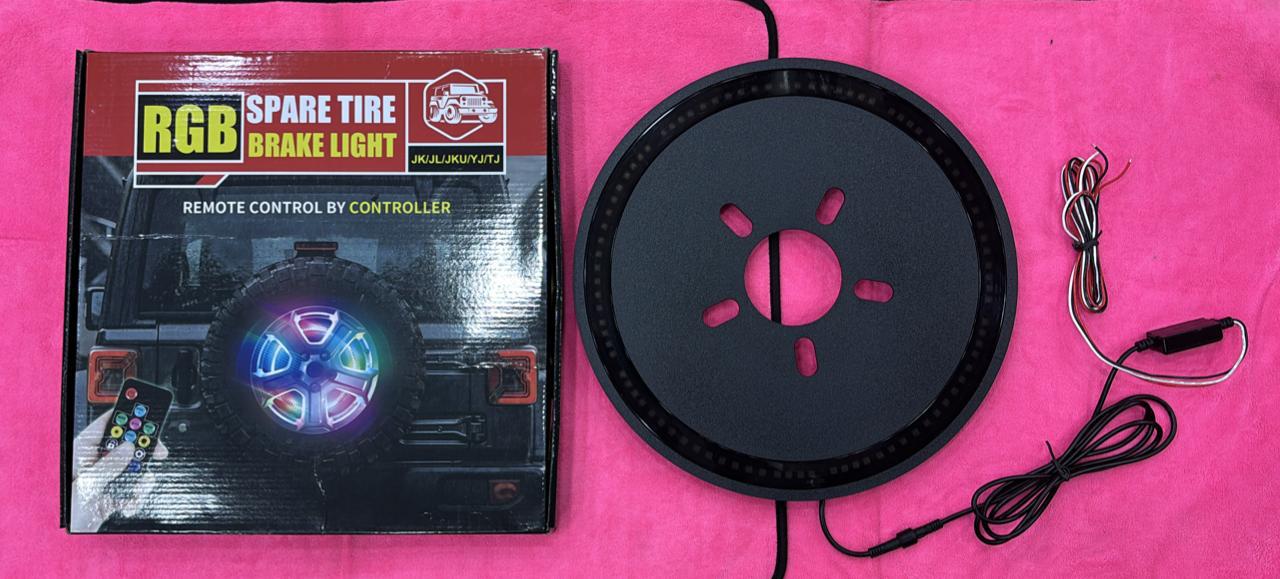 RGB
SPARE TIRE
BRAKE LIGHT
JK/JL/JKU/YJ/TJ
REMOTE CONTROL BY CONTROLLER